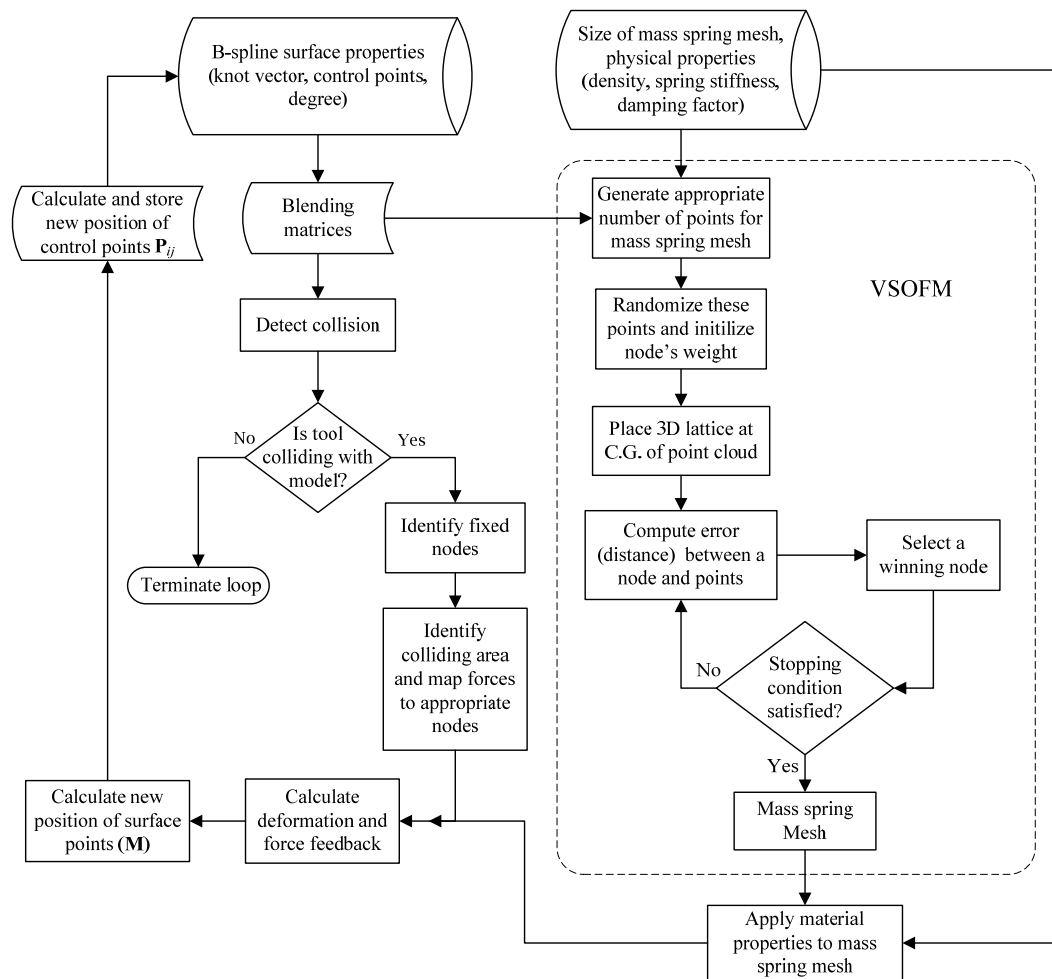 B-spline surface properties
(knot vector, control points,
degree)
Size of mass spring mesh,
physical properties
(density, spring stiffness,
damping factor)
Calculate and store
new position of
control points P_ij
Blending
matrices
Generate appropriate
number of points for
mass spring mesh
VSOFM
Detect collision
Randomize these
points and initilize
node's weight
Is tool
colliding with
model?
No
Yes
Place 3D lattice at
C.G. of point cloud
Identify fixed
nodes
Compute error
(distance) between a
node and points
Select a
winning node
Terminate loop
Identify
colliding area
and map forces
to appropriate
nodes
Stopping
condition
satisfied?
No
Yes
Calculate new
position of surface
points (M)
Calculate
deformation and
force feedback
Mass spring
Mesh
Apply material
properties to mass
spring mesh